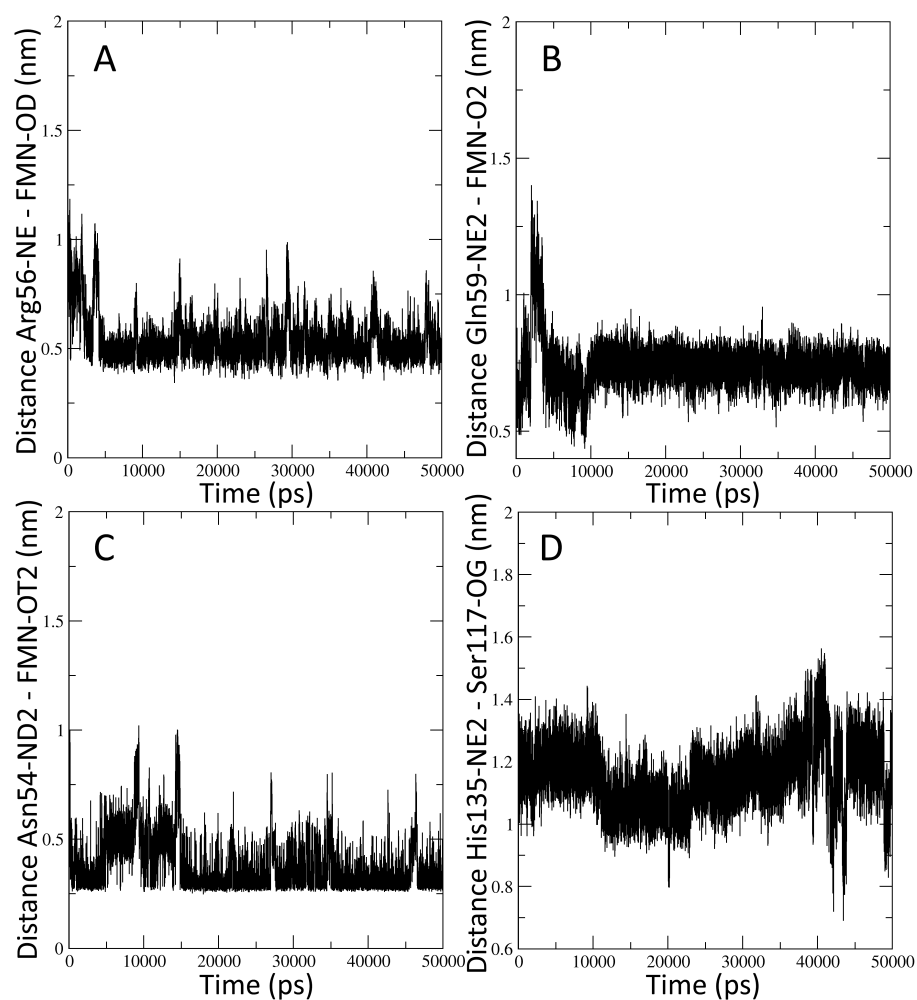 A
Distance Arg56-NE - FMN-OD (nm)
2
1.5
1
0.5
0
0 10000 20000 30000 40000 50000
Time (ps)
B
Distance Gln59-NE2 - FMN-O2 (nm)
2
1.5
1
0.5
0 10000 20000 30000 40000 50000
Time (ps)
C
Distance Asn54-ND2 - FMN-OT2 (nm)
2
1.5
1
0.5
0
0 10000 20000 30000 40000 50000
Time (ps)
D
Distance His135-NE2 - Ser117-OG (nm)
2
1.8
1.6
1.4
1.2
1
0.8
0.6
0 10000 20000 30000 40000 50000
Time (ps)